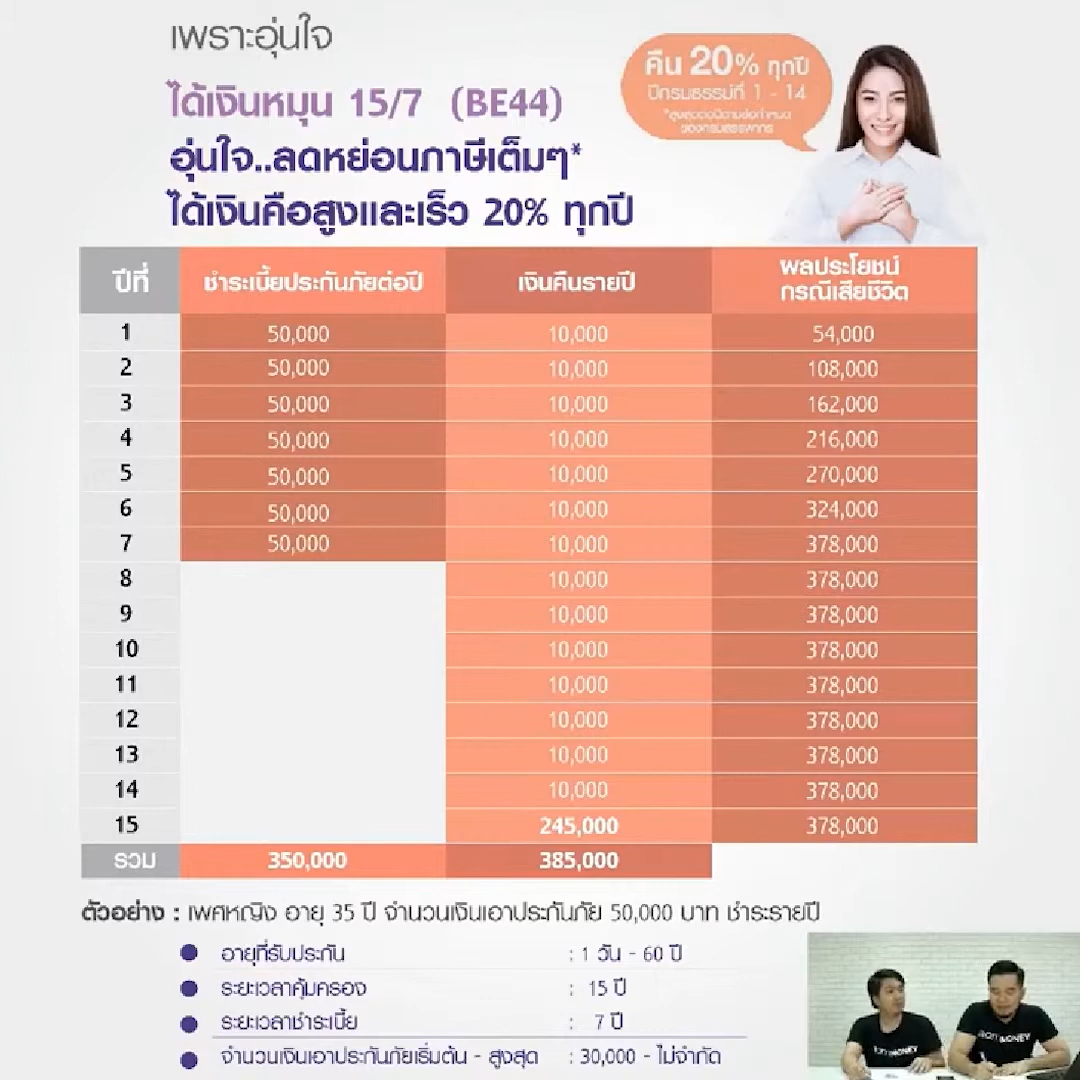 เพราะอุ่นใจ
ได้เงินหมุน 15/7 (BE44)
อุ่นใจ..ลดหย่อนภาษีเต็มๆ*
ได้เงินคือสูงและเร็ว 20% ทุกปี
คืน 20% ทุกปี
ปีกรมธรรม์ที่ 1 - 14
ของกรมสรรพากร
ปีที่ ชำระเบี้ยประกันภัยต่อปี เงินคืนรายปี ผลประโยชน์
กรณีเสียชีวิต
1 50,000 10,000 54,000
2 50,000 10,000 108,000
3 50,000 10,000 162,000
4 50,000 10,000 216,000
5 50,000 10,000 270,000
6 50,000 10,000 324,000
7 50,000 10,000 378,000
8 10,000 378,000
9 10,000 378,000
10 10,000 378,000
11 10,000 378,000
12 10,000 378,000
13 10,000 378,000
14 10,000 378,000
15 245,000 378,000
รวม 350,000 385,000
ตัวอย่าง : เพศหญิง อายุ 35 ปี จำนวนเงินเอาประกันภัย 50,000 บาท ชำระรายปี
อายุที่รับประกัน : 1 วัน - 60 ปี
ระยะเวลาคุ้มครอง : 15 ปี
ระยะเวลาชำระเบี้ย : 7 ปี
จำนวนเงินเอาประกันภัยเริ่มต้น - สูงสุด : 30,000 - ไม่จำกัด
MONEY
MONEY